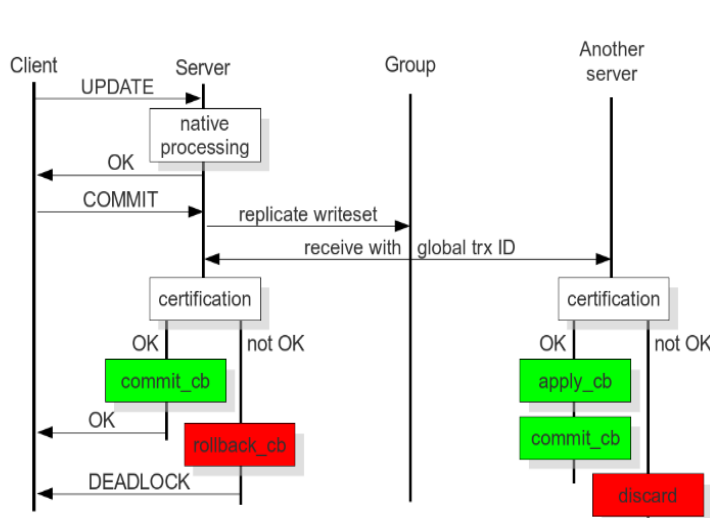 Client
Server
Group
Another
server
UPDATE
native
processing
OK
COMMIT
replicate writeset
receive with global trx ID
certification
certification
OK
not OK
OK
not OK
commit_cb
apply_cb
OK
rollback_cb
commit_cb
DEADLOCK
discard